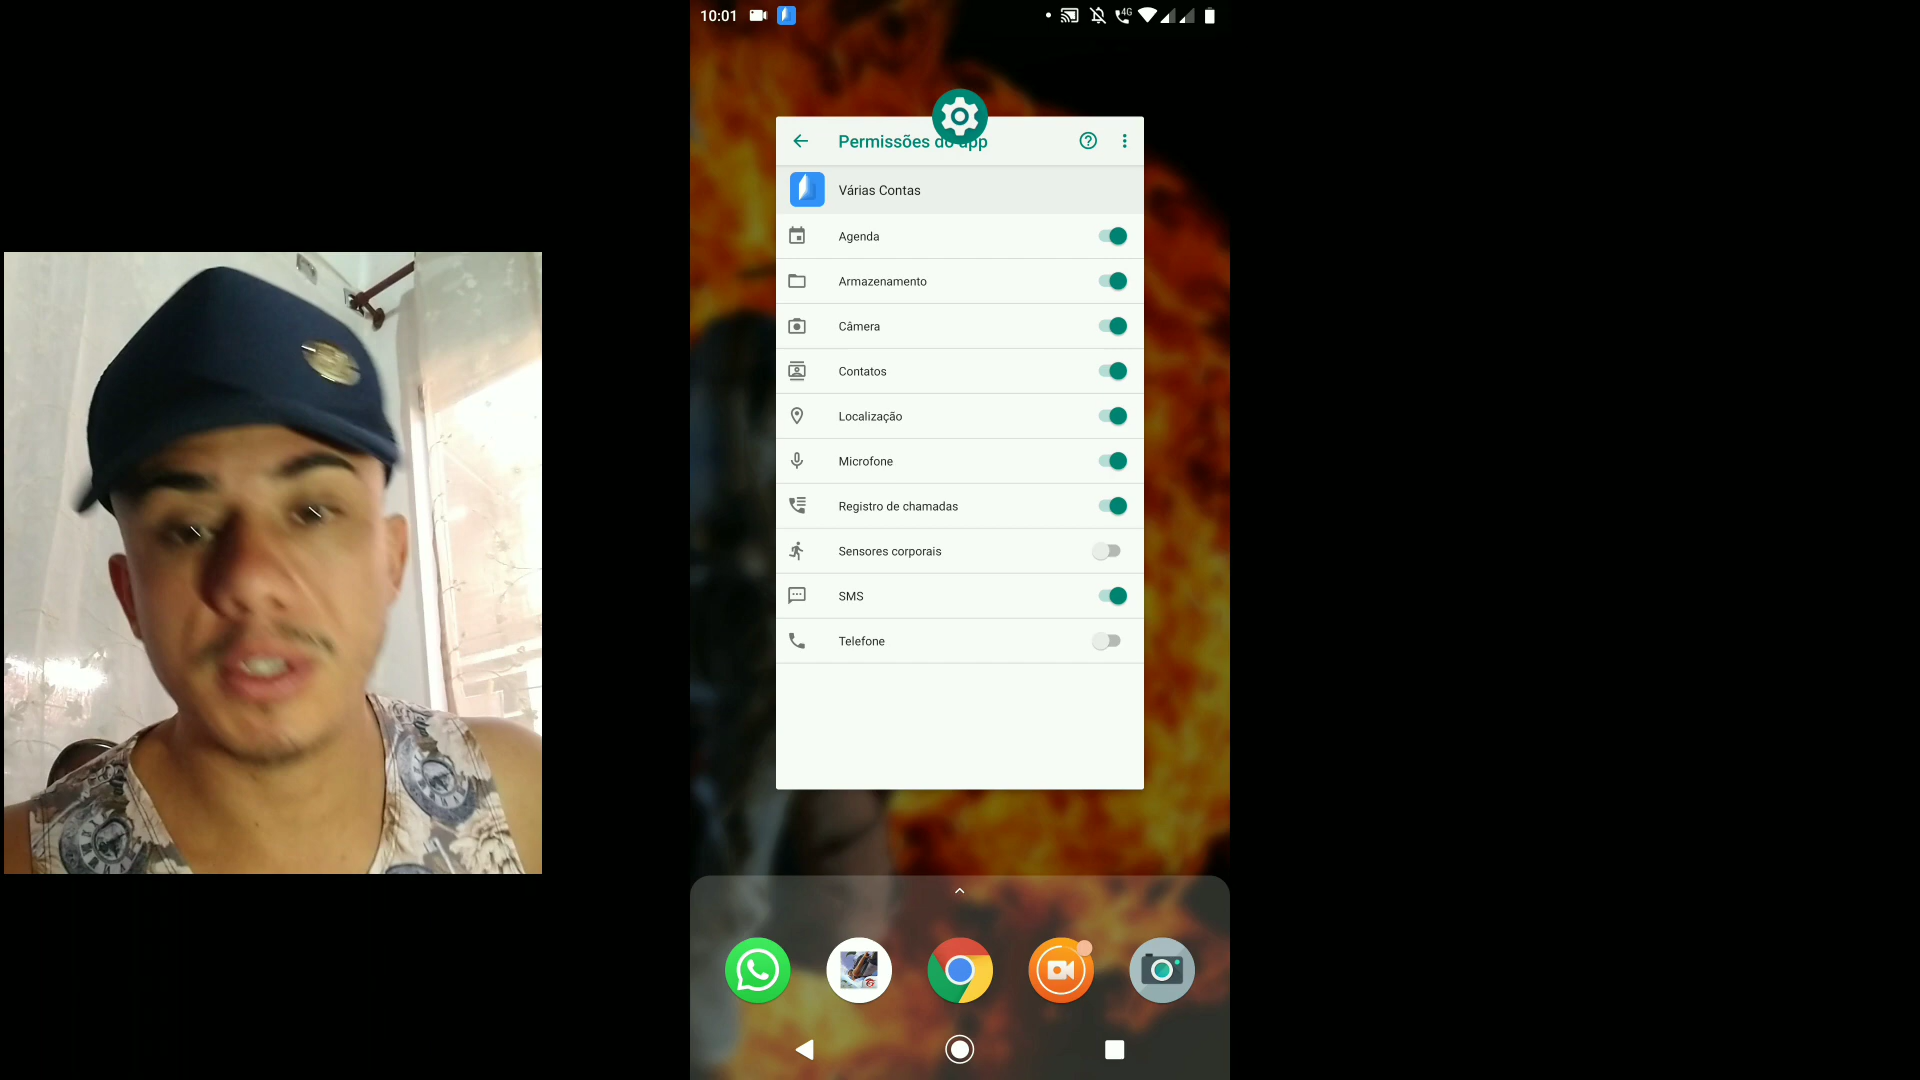 10:01
4G
Permissões do app
Várias Contas
Agenda
Armazenamento
Câmera
Contatos
Localização
Microfone
Registro de chamadas
Sensores corporais
SMS
Telefone